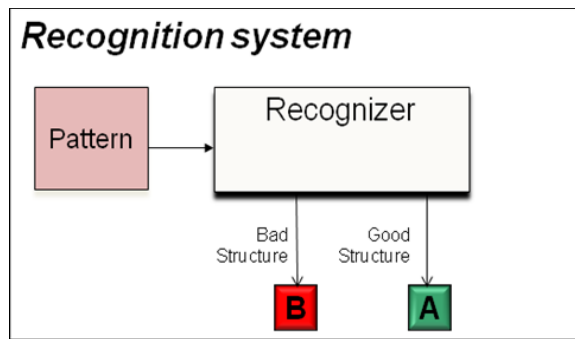 Recognition system
Pattern
Recognizer
Bad
Structure
Good
Structure
B
A